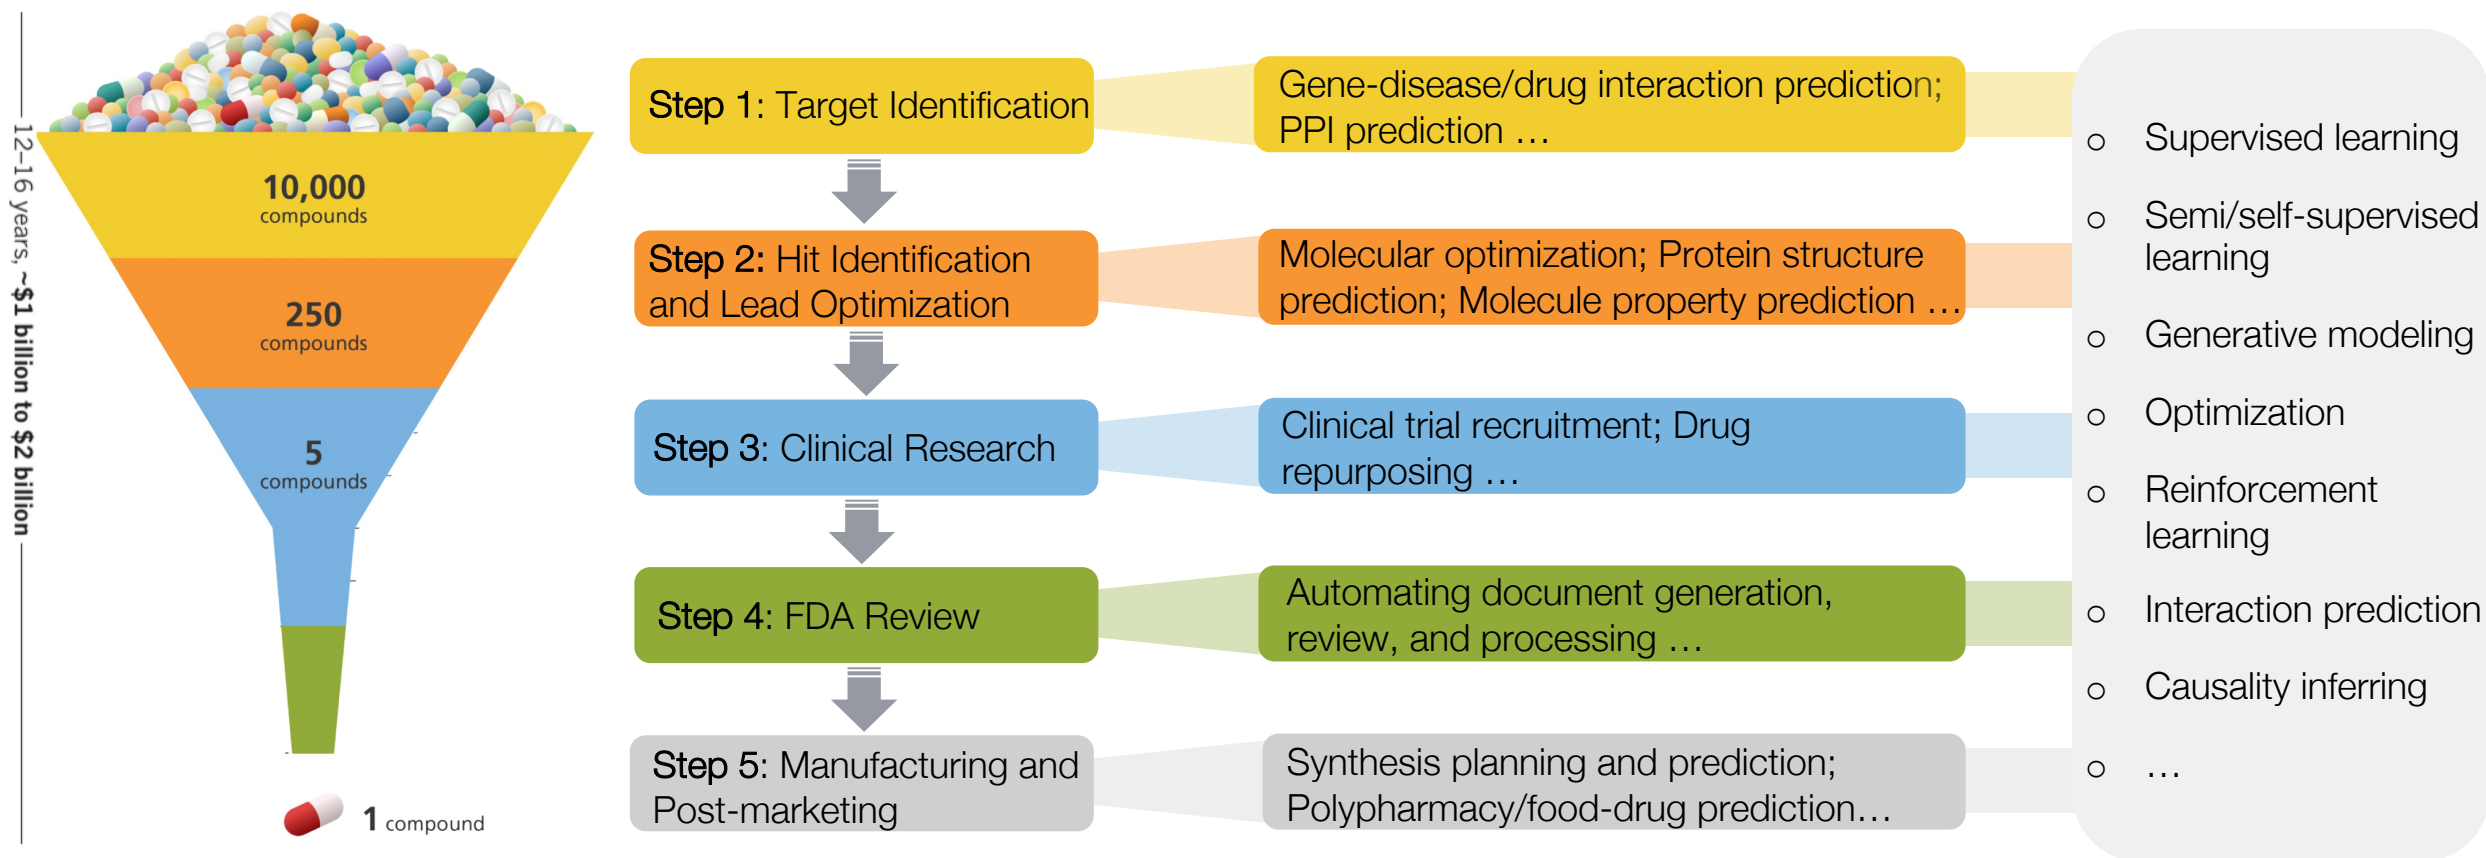 12–16 years, ~$1 billion to $2 billion
10,000
compounds
250
compounds
5
compounds
1 compound
Step 1: Target Identification
Gene-disease/drug interaction prediction;
PPI prediction …
Step 2: Hit Identification
and Lead Optimization
Molecular optimization; Protein structure
prediction; Molecule property prediction …
Step 3: Clinical Research
Clinical trial recruitment; Drug
repurposing …
Step 4: FDA Review
Automating document generation,
review, and processing …
Step 5: Manufacturing and
Post-marketing
Synthesis planning and prediction;
Polypharmacy/food-drug prediction…
o Supervised learning
o Semi/self-supervised
learning
o Generative modeling
o Optimization
o Reinforcement
learning
o Interaction prediction
o Causality inferring
o …